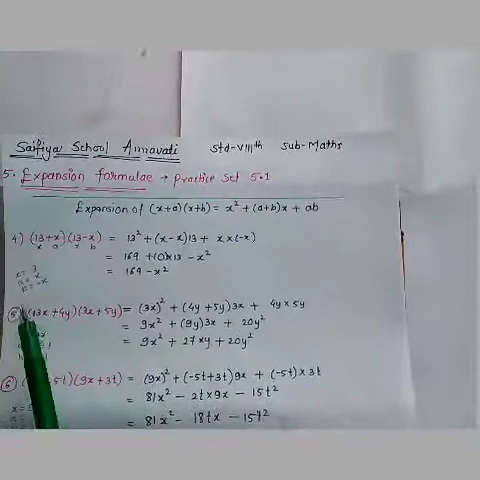 Saifiya School Amravati Std-VIIIth Sub-Maths
5. Expansion formulae → practice Set 5.1
Expansion of (x+a)(x+b) = x² + (a+b)x + ab
4) (13+x)(13-x) = 13² + (x-x)13 + x×(-x)
x a x b
= 169 + (0)×13 - x²
= 169 - x²
a = x
b = -x
⑤ (3x+4y)(3x+5y) = (3x)² + (4y+5y)3x + 4y×5y
= 9x² + (9y)3x + 20y²
= 9x² + 27xy + 20y²
⑥ 5t)(9x+3t) = (9x)² + (-5t+3t)9x + (-5t)×3t
= 81x² - 2t×9x - 15t²
= 81x² - 18tx - 15t²